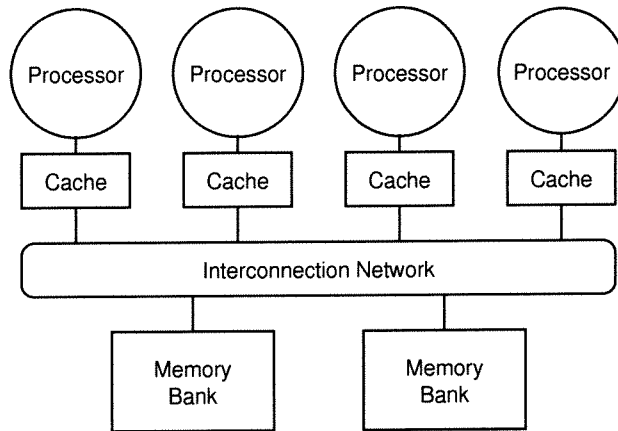 Processor
Processor
Processor
Processor
Cache
Cache
Cache
Cache
Interconnection Network
Memory
Bank
Memory
Bank